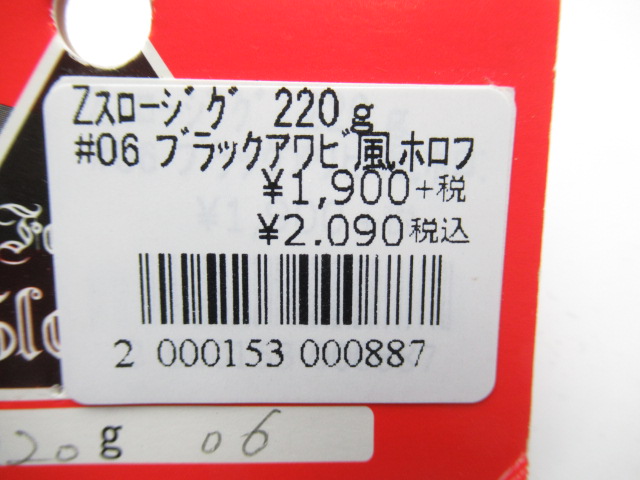 Zスロージグ 220g
#06 ブラックアワビ風ホロフ
¥1,900+税
¥2.090税込
2 000153 000887
20g 06